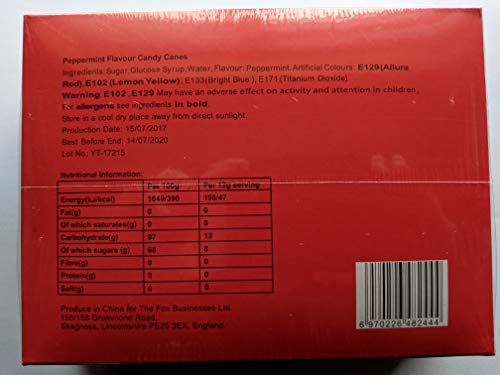 Peppermint Flavour Candy Canes
Ingredients: Sugar, Glucose Syrup, Water, Flavour: Peppermint. Artificial Colours: E129 (Allura
Red), E102 (Lemon Yellow), E133(Bright Blue ), E171 (Titanium Dioxide).
Warning. E102 , E129 May have an adverse effect on activity and attention in children.
For allergens see ingredients in bold.
Store in a cool dry place away from direct sunlight.
Production Date: 15/07/2017
Best Before End: 14/07/2020
Lot No.: YT-17215
Nutritional Information:
Per 100g Per 12g serving
Energy(kJ/kcal) 1649/390 198/47
Fat(g) 0 0
Of which saturates(g) 0 0
Carbohydrate(g) 97 12
Of which sugars (g) 68 8
Fibre(g) 0 0
Protein(g) 0 0
Salt(g) 0 0
Produce in China for The Fox Businesses Ltd.
156/158 Drummond Road,
Skegness, Lincolnshire PE25 3EX, England.
6 970226 482444